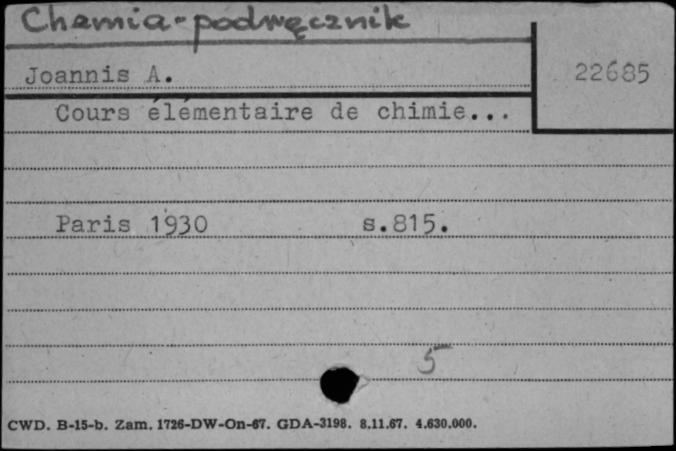 Chemia-podręcznik
Joannis A.
22685
Cours élémentaire de chimie...
Paris 1930 s.815.
5
CWD. B-15-b. Zam. 1726-DW-On-67. GDA-3198. 8.11.67. 4.630.000.